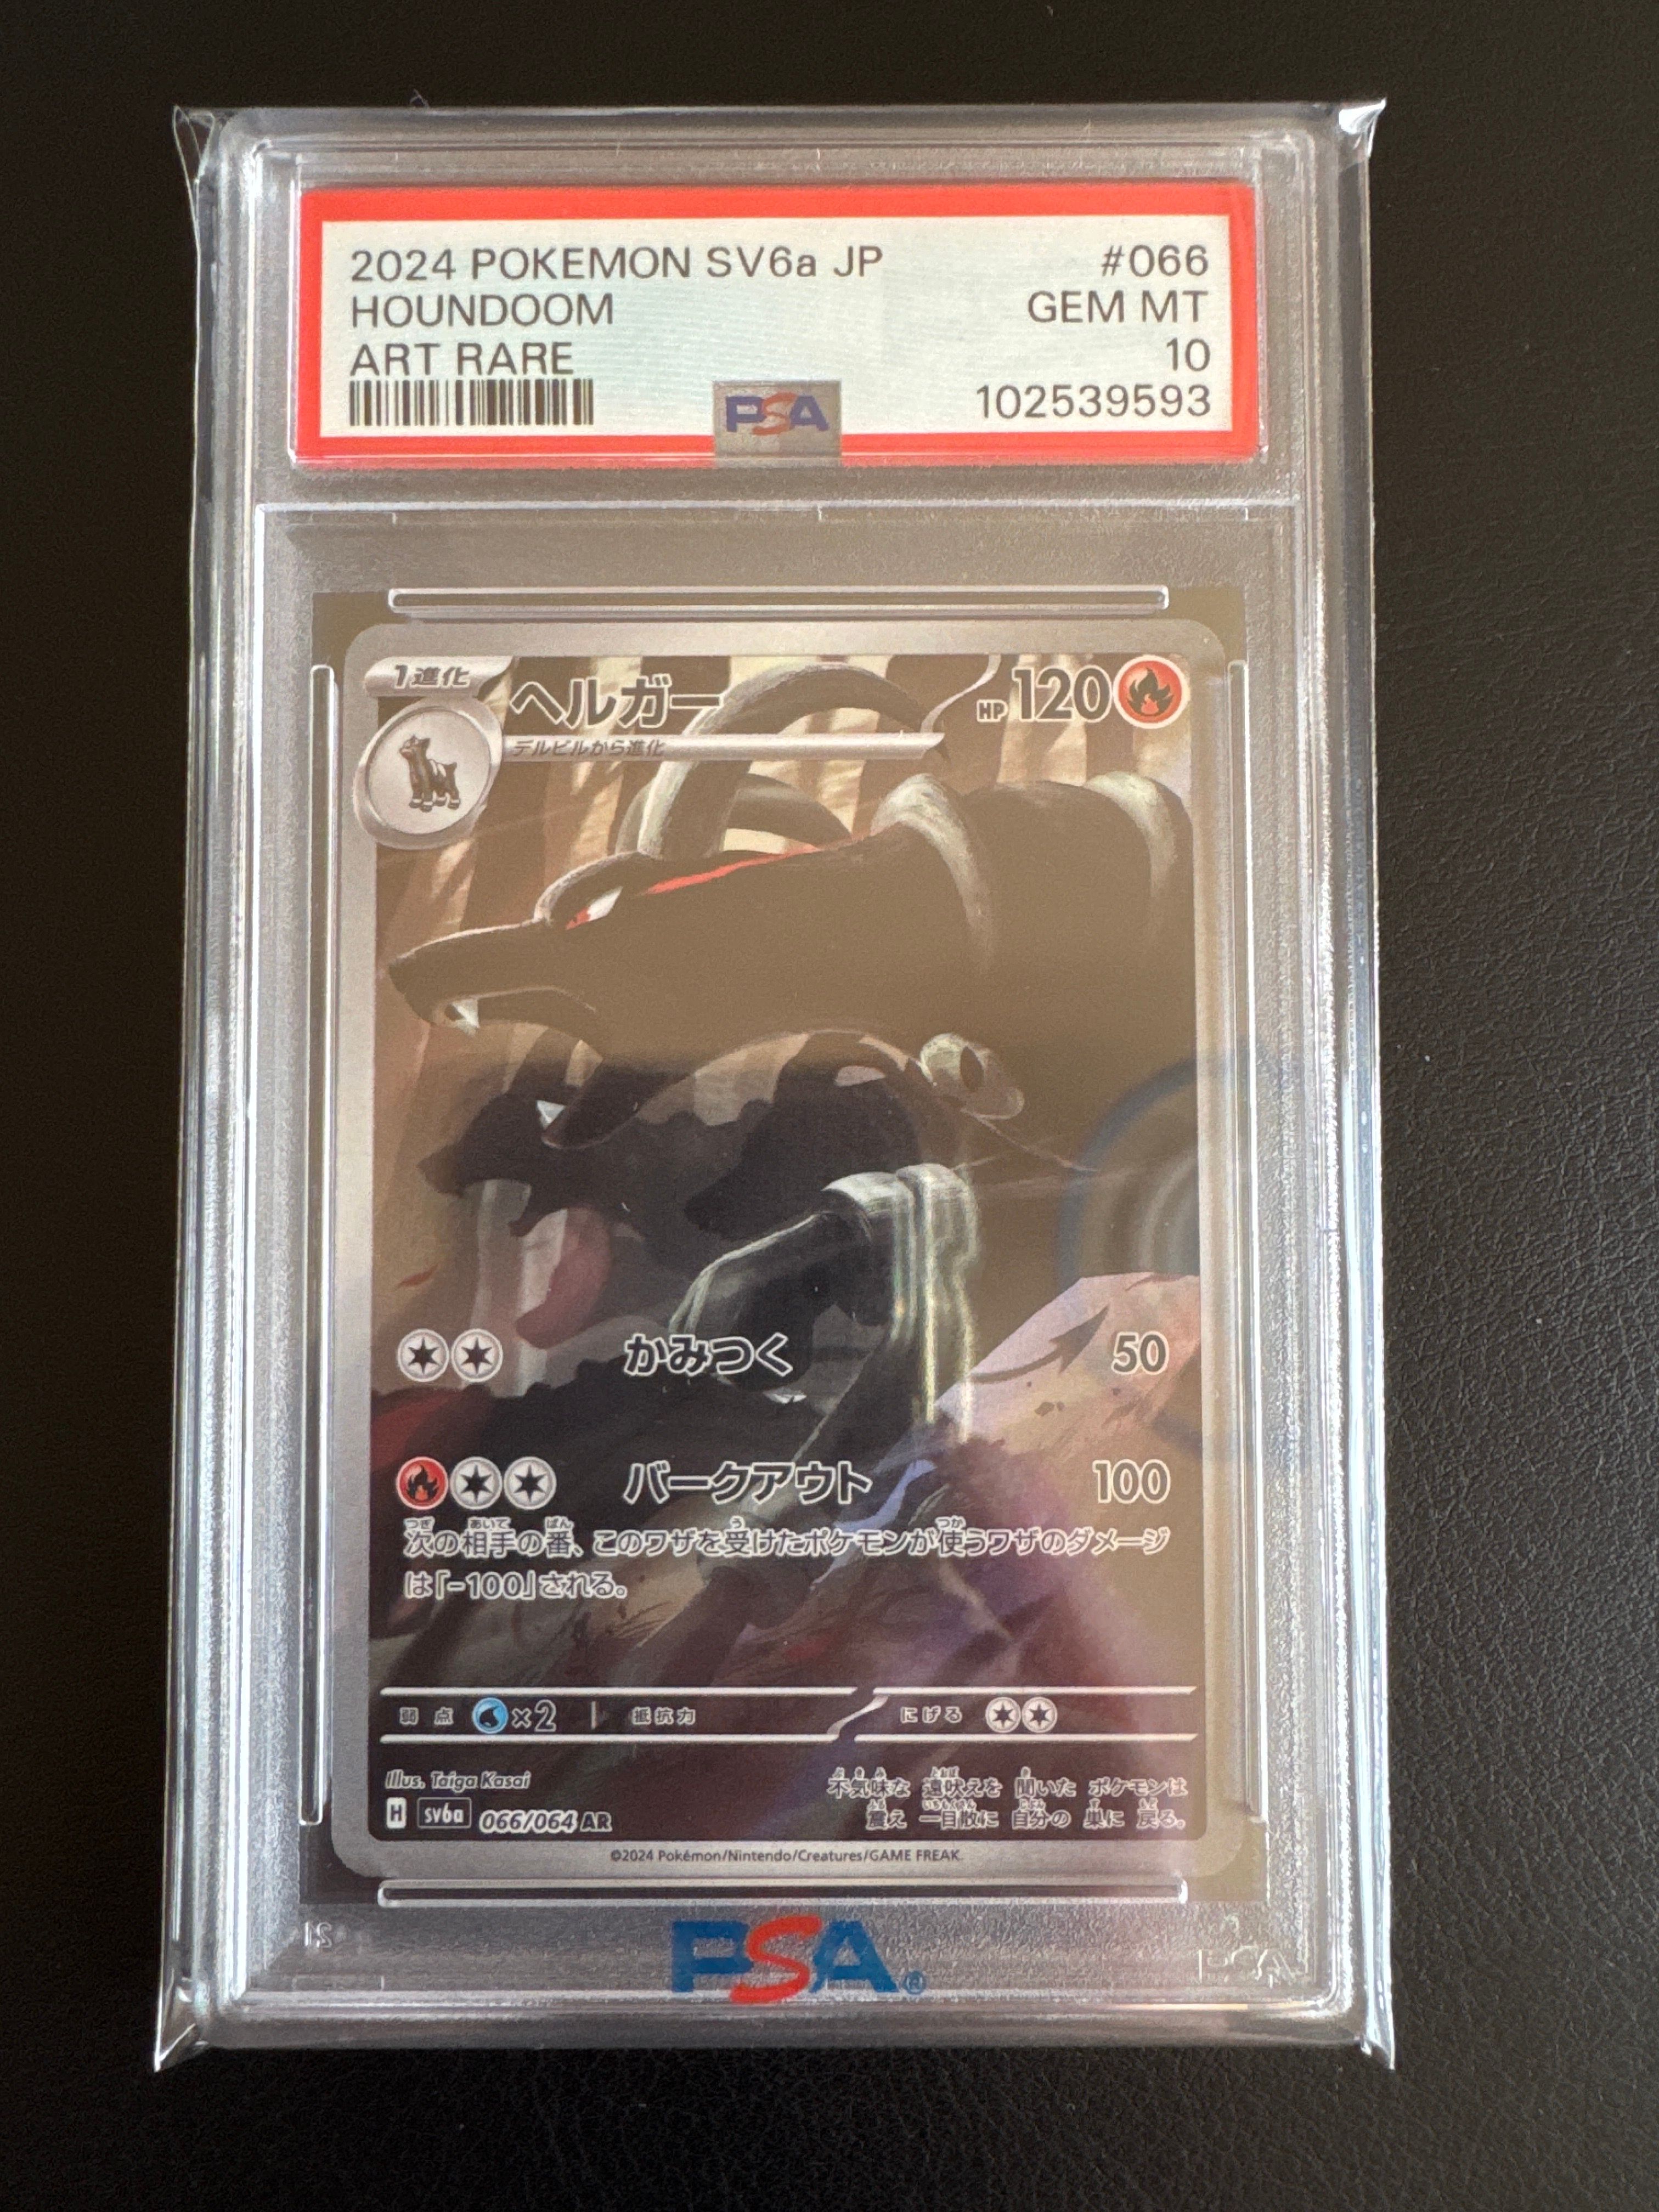 2024 POKEMON SV6a JP #066
HOUNDOOM GEM MT
ART RARE 10
PSA 102539593
1進化
ヘルガー HP 120
デルビルから進化
かみつく 50
バークアウト 100
次の相手の番、このワザを受けたポケモンが使うワザのダメージ
は「-100」される。
弱点 ×2 抵抗力 にげる
Illus. Taiga Kasai
不気味な 遠吠えを 聞いた ポケモンは
H sv6a 066/064 AR
震え 一目散に 自分の 巣に 戻る。
©2024 Pokémon/Nintendo/Creatures/GAME FREAK.
PSA®
PSA